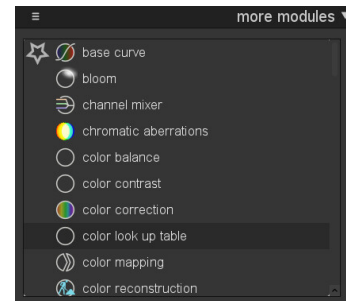 more modules
base curve
bloom
channel mixer
chromatic aberrations
color balance
color contrast
color correction
color look up table
color mapping
color reconstruction